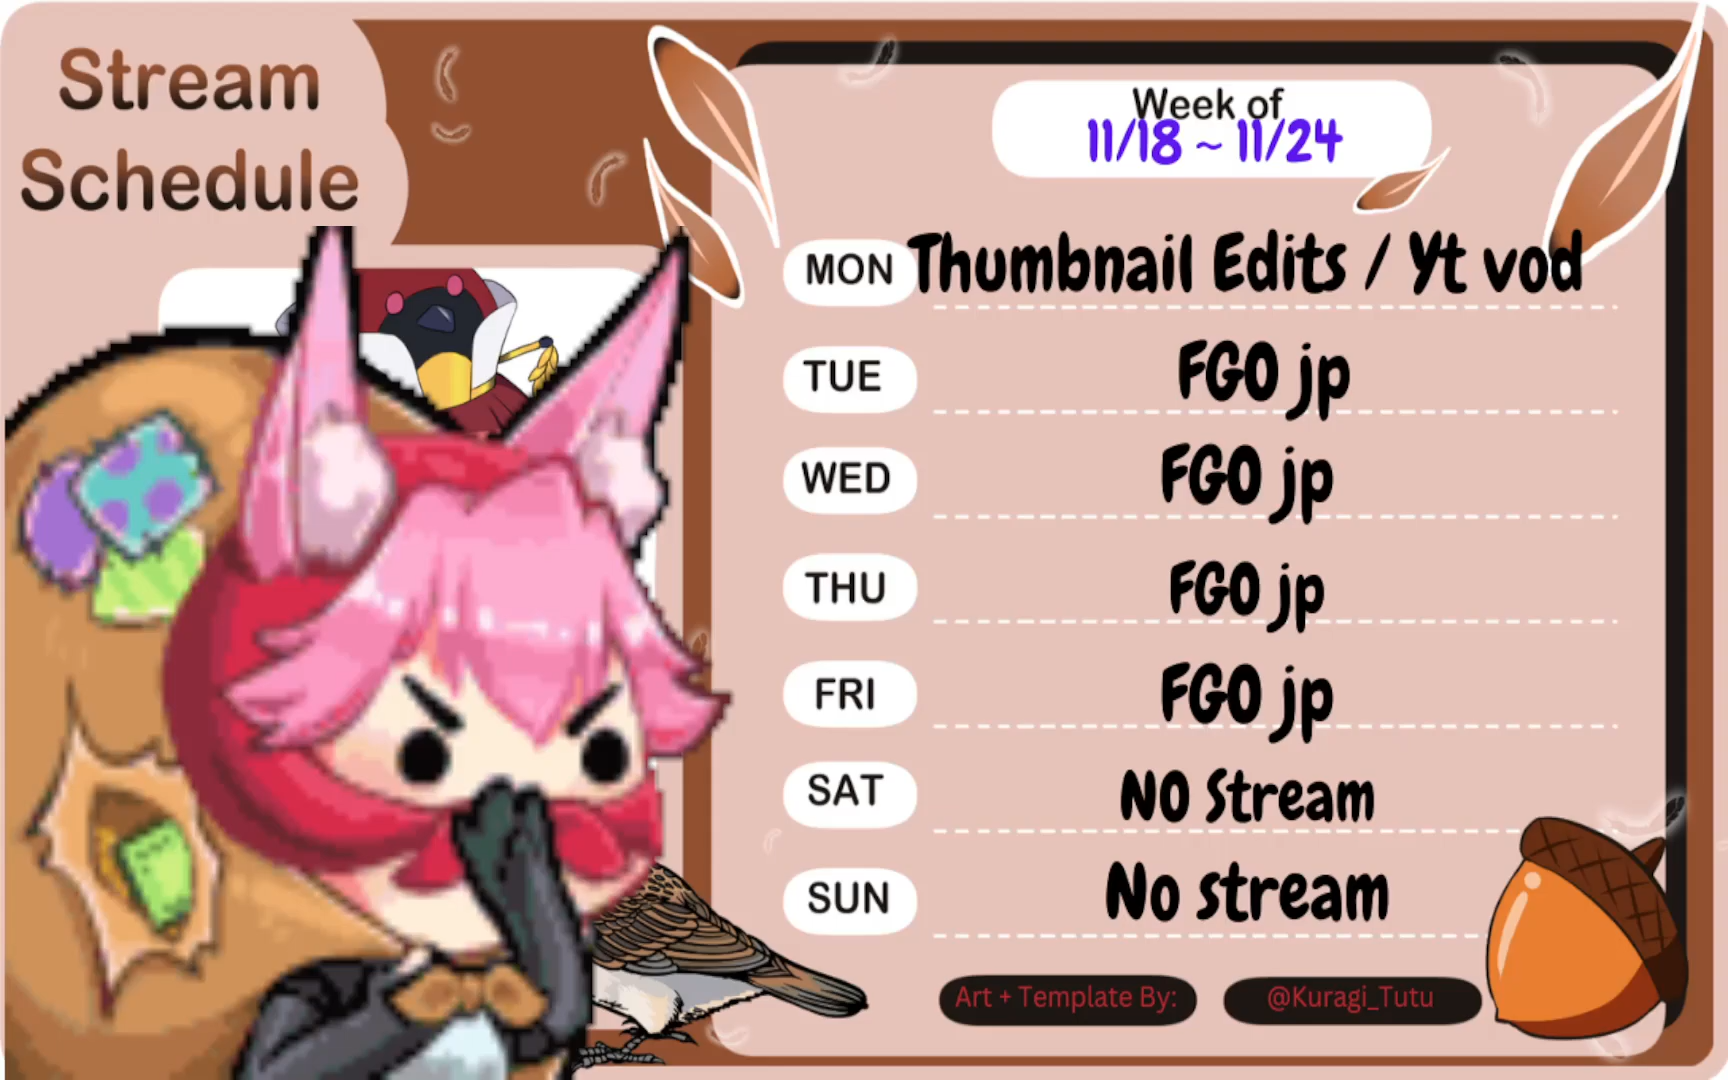 Stream
Schedule
Week of
11/18 ~ 11/24
MON Thumbnail Edits / Yt vod
TUE FGO jp
WED FGO jp
THU FGO jp
FRI FGO jp
SAT NO Stream
SUN No stream
Art + Template By: @Kuragi_Tutu